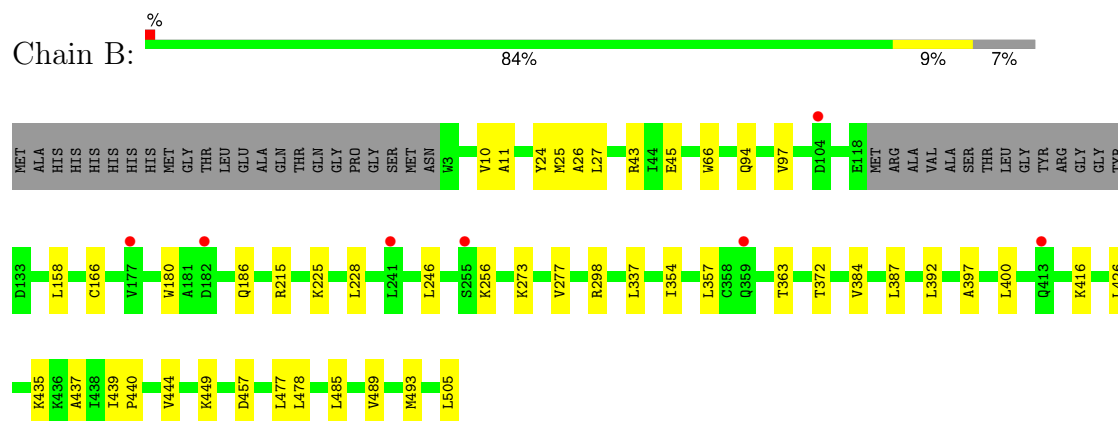 %
Chain B:
84% 9% 7%
MET ALA HIS HIS HIS HIS HIS HIS MET GLY THR LEU GLU ALA GLN THR GLN GLY PRO GLY SER MET ASN W3 V10 A11 Y24 M25 A26 L27 R43 I44 E45 W66 Q94 V97 D104 E118 MET ARG ALA VAL ALA SER THR LEU GLY TYR ARG GLY GLY TYR
D133 L158 C166 V177 W180 A181 D182 Q186 R215 K225 L228 L241 L246 S255 K256 K273 V277 R298 L337 I354 L357 C358 Q359 T363 T372 V384 L387 L392 A397 L400 Q413 K416 L426
K435 K436 A437 I438 I439 P440 V444 K449 D457 L477 L478 L485 V489 M493 L505